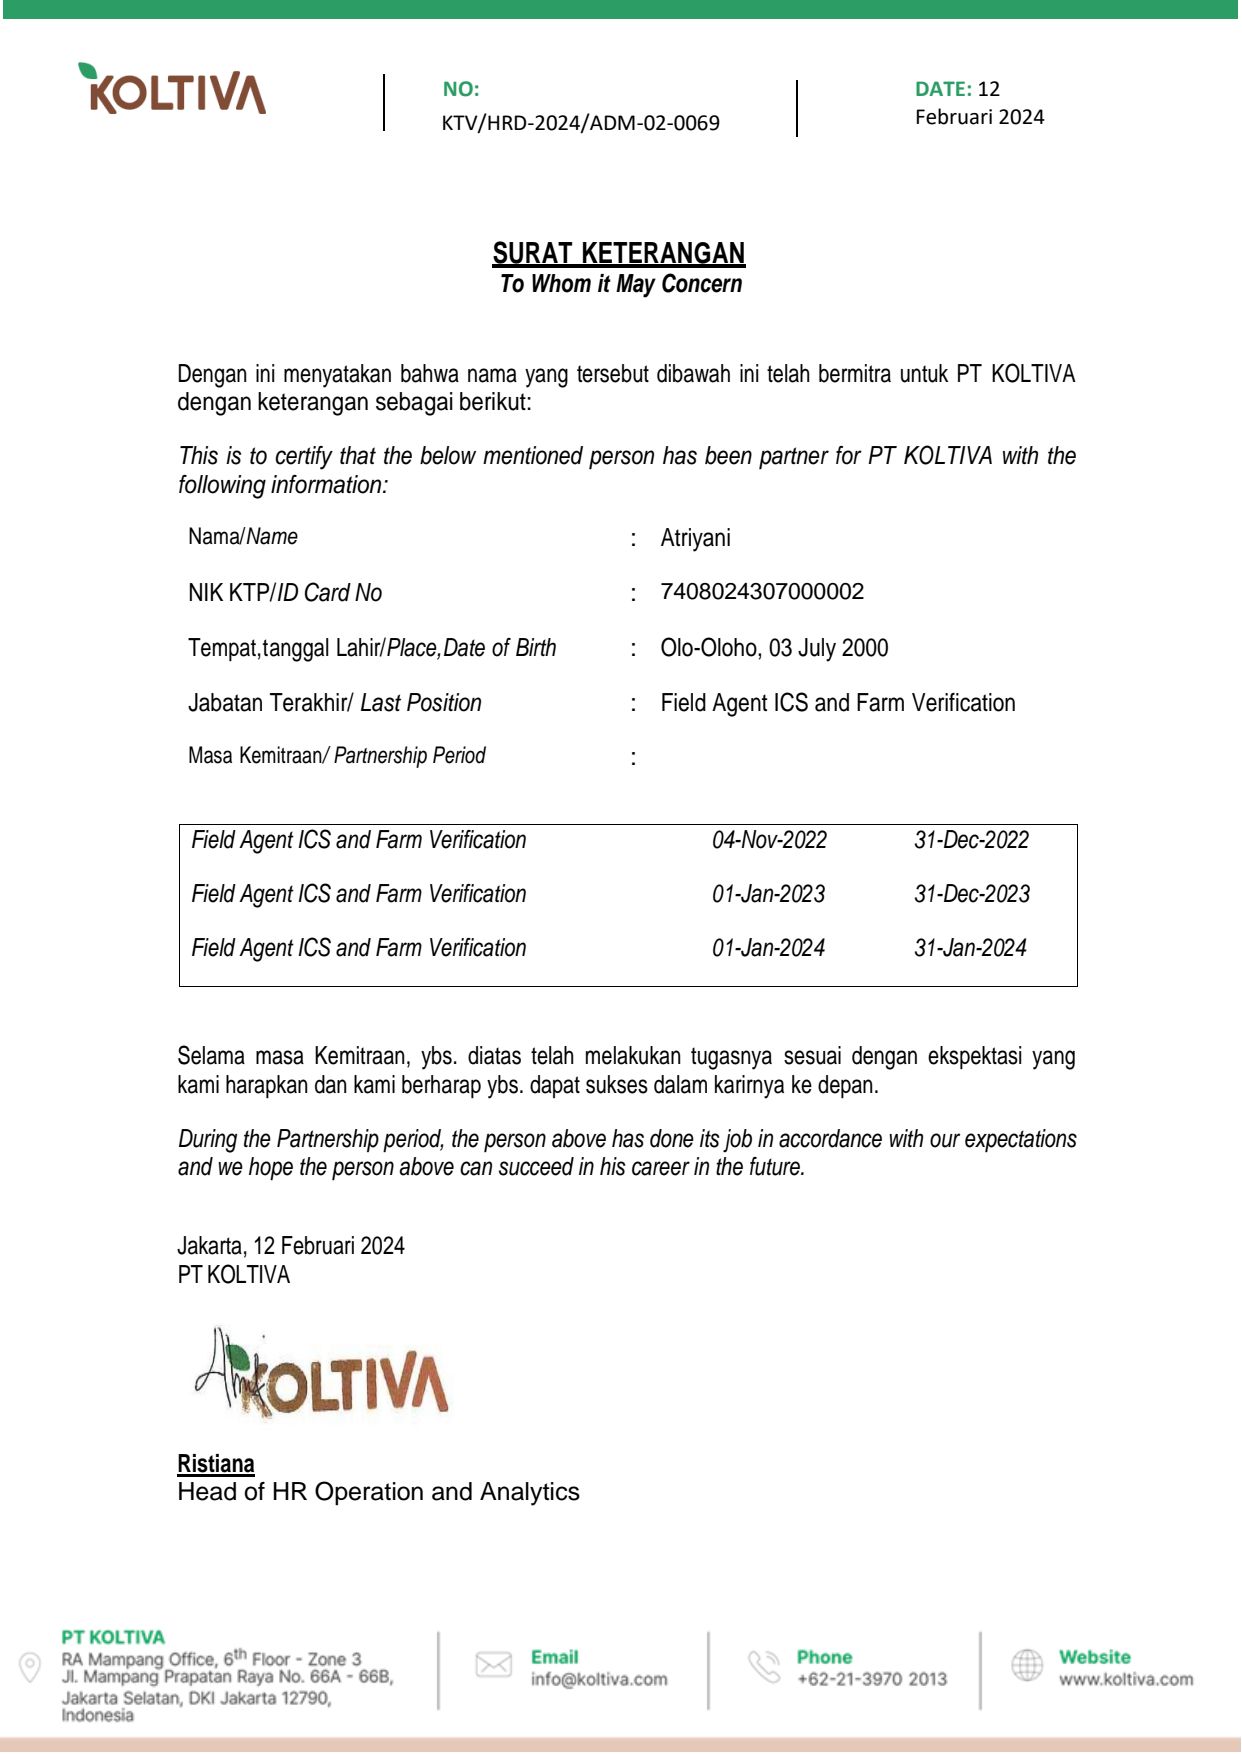 KOLTIVA
NO:
KTV/HRD-2024/ADM-02-0069
DATE: 12
Februari 2024
SURAT KETERANGAN
To Whom it May Concern
Dengan ini menyatakan bahwa nama yang tersebut dibawah ini telah bermitra untuk PT KOLTIVA
dengan keterangan sebagai berikut:
This is to certify that the below mentioned person has been partner for PT KOLTIVA with the
following information:
Nama/Name : Atriyani
NIK KTP/ID Card No : 7408024307000002
Tempat,tanggal Lahir/Place,Date of Birth : Olo-Oloho, 03 July 2000
Jabatan Terakhir/ Last Position : Field Agent ICS and Farm Verification
Masa Kemitraan/ Partnership Period :
Field Agent ICS and Farm Verification 04-Nov-2022 31-Dec-2022
Field Agent ICS and Farm Verification 01-Jan-2023 31-Dec-2023
Field Agent ICS and Farm Verification 01-Jan-2024 31-Jan-2024
Selama masa Kemitraan, ybs. diatas telah melakukan tugasnya sesuai dengan ekspektasi yang
kami harapkan dan kami berharap ybs. dapat sukses dalam karirnya ke depan.
During the Partnership period, the person above has done its job in accordance with our expectations
and we hope the person above can succeed in his career in the future.
Jakarta, 12 Februari 2024
PT KOLTIVA
KOLTIVA
Ristiana
Head of HR Operation and Analytics
PT KOLTIVA
RA Mampang Office, 6th Floor - Zone 3
Jl. Mampang Prapatan Raya No. 66A - 66B,
Jakarta Selatan, DKI Jakarta 12790,
Indonesia
Email
info@koltiva.com
Phone
+62-21-3970 2013
Website
www.koltiva.com